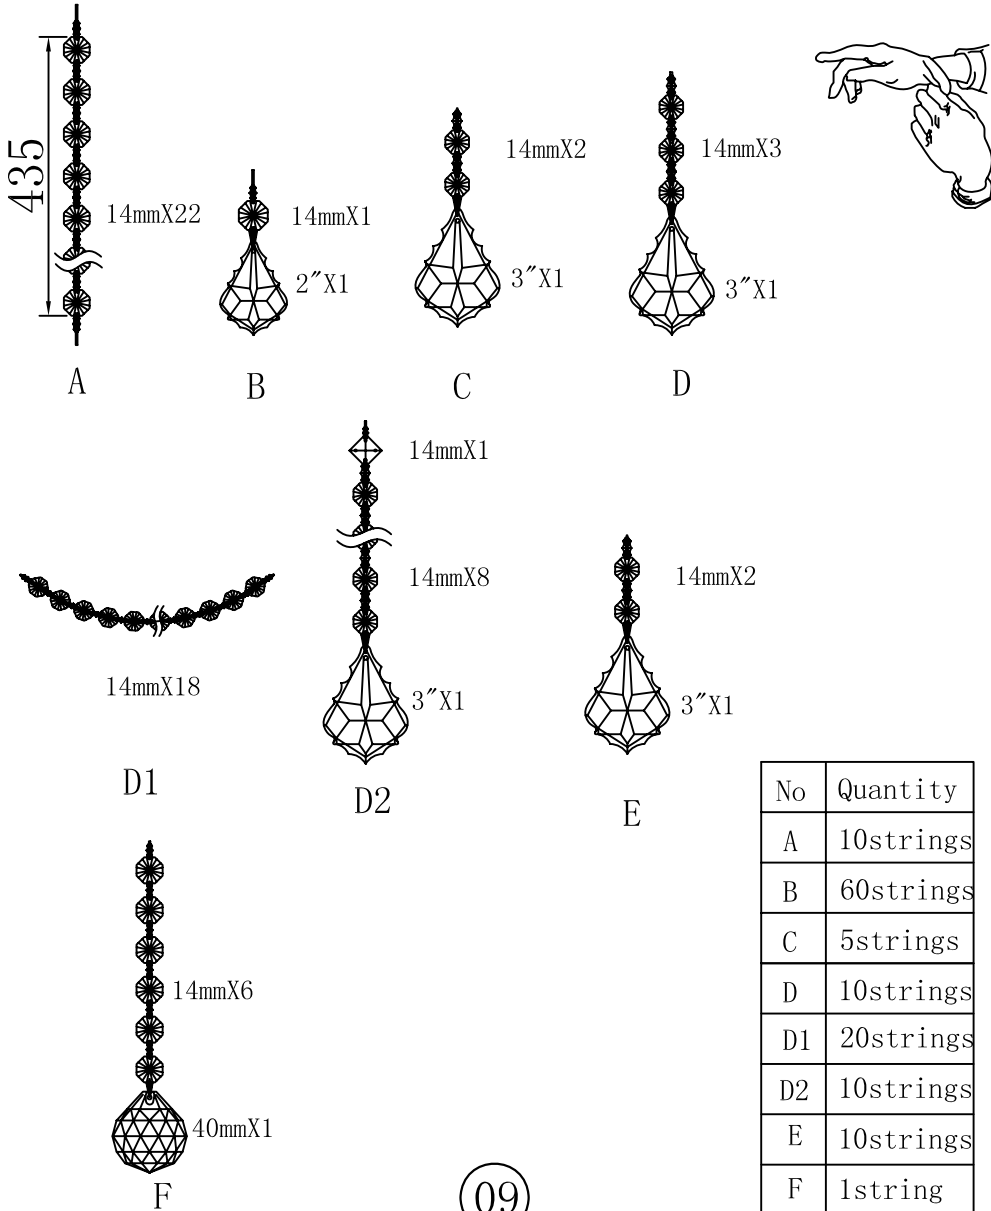 435
14mmX22
A
14mmX1
2″X1
B
14mmX2
3″X1
C
14mmX3
3″X1
D
14mmX18
D1
14mmX1
14mmX8
3″X1
D2
14mmX2
3″X1
E
14mmX6
40mmX1
F
No Quantity
A 10strings
B 60strings
C 5strings
D 10strings
D1 20strings
D2 10strings
E 10strings
F 1string
09